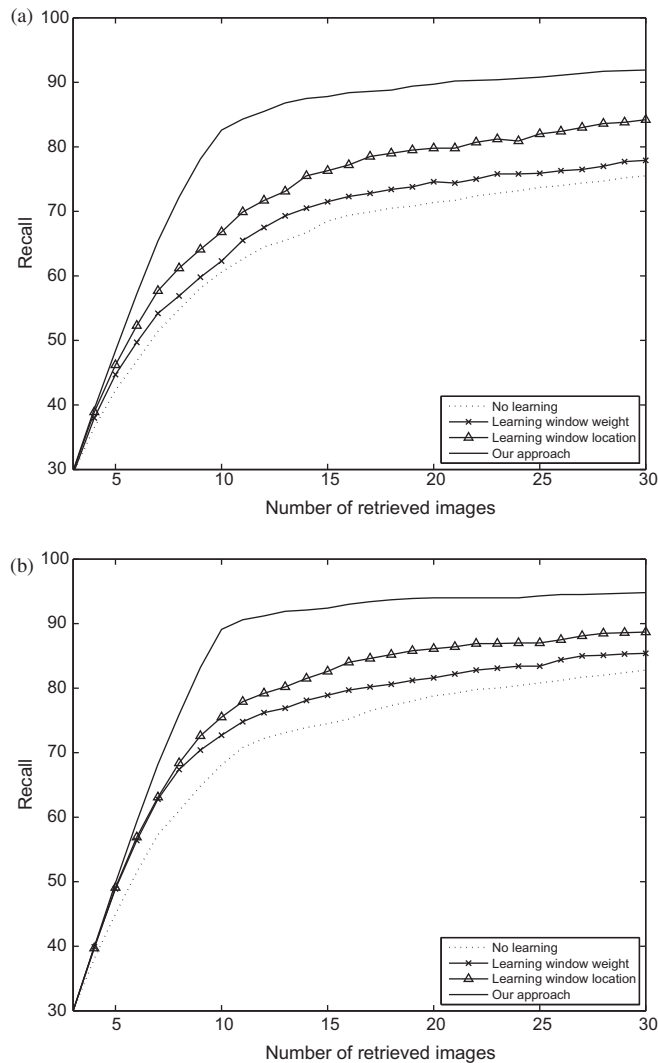 (a)
100
90
80
70
60
50
40
30
Recall
5 10 15 20 25 30
Number of retrieved images
No learning
Learning window weight
Learning window location
Our approach
(b)
100
90
80
70
60
50
40
30
Recall
5 10 15 20 25 30
Number of retrieved images
No learning
Learning window weight
Learning window location
Our approach